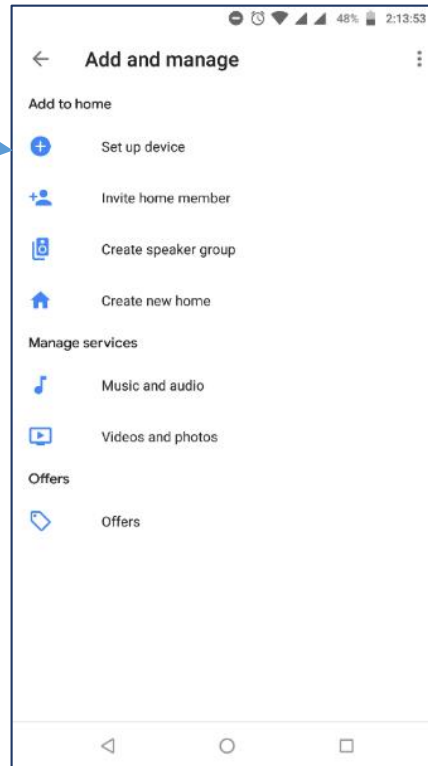 48% 2:13:53
Add and manage
Add to home
Set up device
Invite home member
Create speaker group
Create new home
Manage services
Music and audio
Videos and photos
Offers
Offers